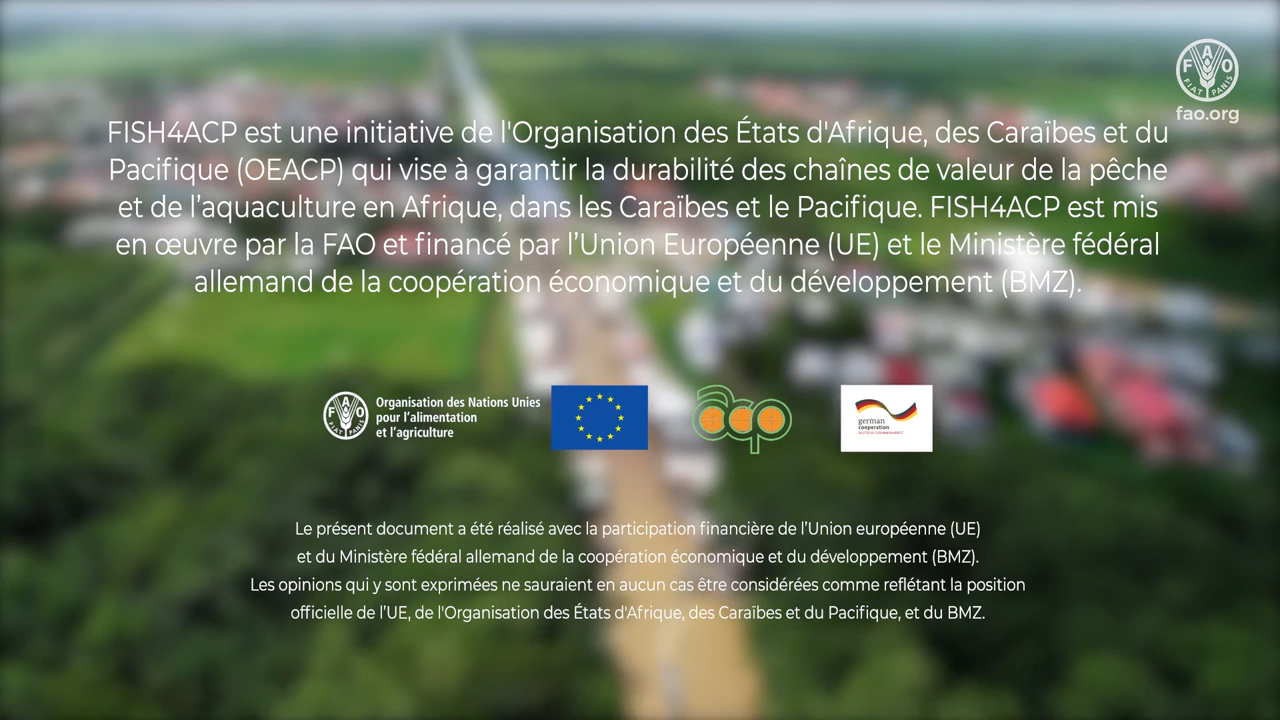 F A O
FIAT PANIS
fao.org
FISH4ACP est une initiative de l'Organisation des États d'Afrique, des Caraïbes et du
Pacifique (OEACP) qui vise à garantir la durabilité des chaînes de valeur de la pêche
et de l’aquaculture en Afrique, dans les Caraïbes et le Pacifique. FISH4ACP est mis
en œuvre par la FAO et financé par l’Union Européenne (UE) et le Ministère fédéral
allemand de la coopération économique et du développement (BMZ).
F A O
FIAT PANIS
Organisation des Nations Unies
pour l’alimentation
et l’agriculture
acp
german
cooperation
DEUTSCHE ZUSAMMENARBEIT
Le présent document a été réalisé avec la participation financière de l’Union européenne (UE)
et du Ministère fédéral allemand de la coopération économique et du développement (BMZ).
Les opinions qui y sont exprimées ne sauraient en aucun cas être considérées comme reflétant la position
officielle de l’UE, de l'Organisation des États d'Afrique, des Caraïbes et du Pacifique, et du BMZ.